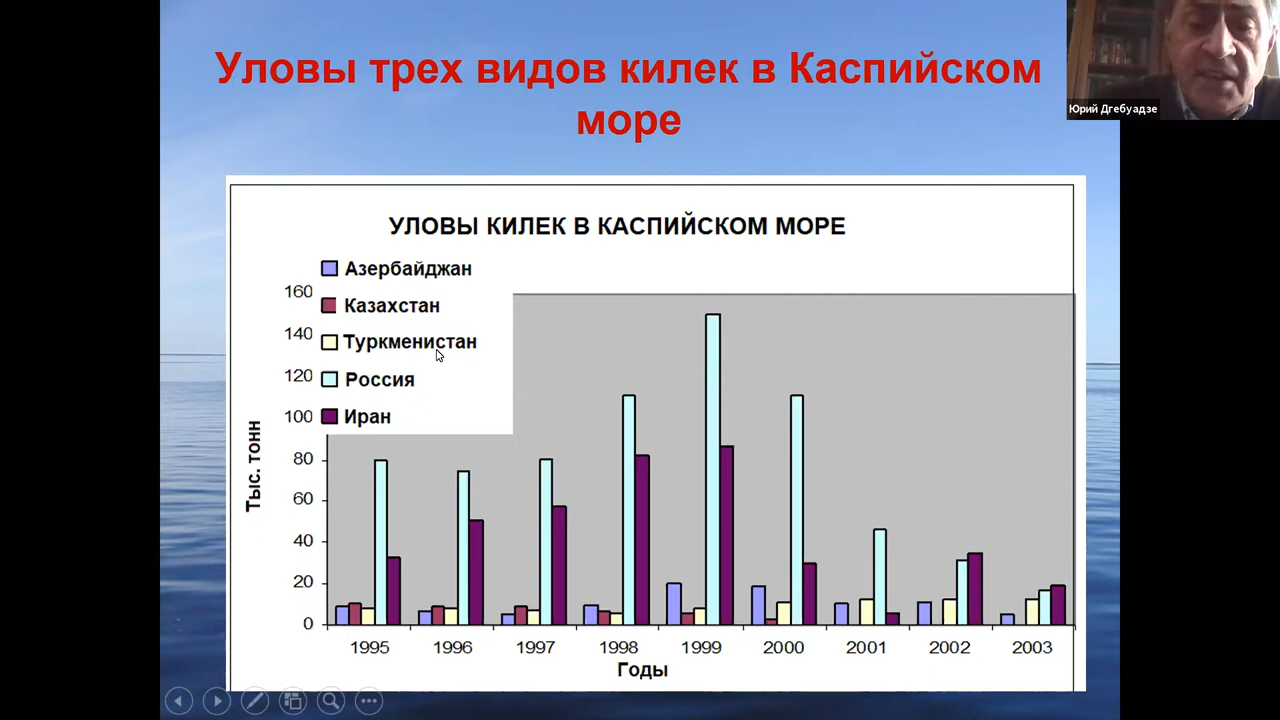 Уловы трех видов килек в Каспийском
море
Юрий Дгебуадзе
УЛОВЫ КИЛЕК В КАСПИЙСКОМ МОРЕ
Азербайджан
Казахстан
Туркменистан
Россия
Иран
Тыс. тонн
160
140
120
100
80
60
40
20
0
1995 1996 1997 1998 1999 2000 2001 2002 2003
Годы